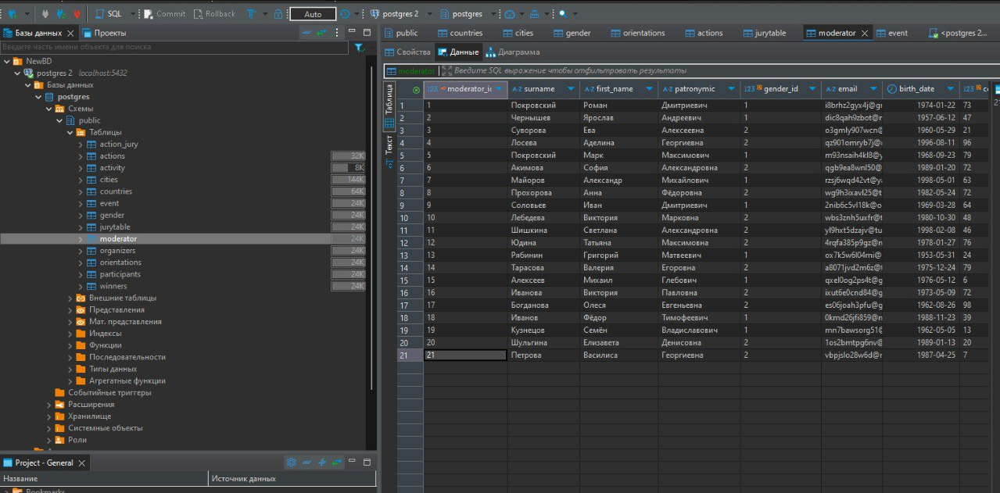 SQL Commit Rollback Auto postgres 2 postgres
Базы данных Проекты
Введите часть имени объекта для поиска
NewBD
postgres 2 localhost:5432
Базы данных
postgres
Схемы
public
Таблицы
action_jury
actions 32K
activity 8K
cities 144K
countries 64K
event 24K
gender 24K
jurytable 24K
moderator 24K
organizers 24K
orientations 24K
participants 24K
winners 24K
Внешние таблицы
Представления
Мат. представления
Индексы
Функции
Последовательности
Типы данных
Агрегатные функции
Событийные триггеры
Расширения
Хранилище
Системные объекты
Роли
Project - General
Название Источник данных
Bookmarks
public countries cities gender orientations actions jurytable moderator event <postgres 2...
Свойства Данные Диаграмма
moderator Введите SQL выражение чтобы отфильтровать результаты
Таблица
Текст
123 moderator_id A-Z surname A-Z first_name A-Z patronymic 123 gender_id A-Z email birth_date 123
1 1 Покровский Роман Дмитриевич 1 i8brhz2gyx4j@gr 1974-01-22 73
2 2 Чернышев Ярослав Андреевич 1 dic8qah9zbot@r 1957-06-12 47
3 3 Суворова Ева Алексеевна 2 o3gmly907wcn@ 1960-05-29 21
4 4 Лосева Аделина Георгиевна 2 qz901omryb7j@ 1996-08-11 96
5 5 Покровский Марк Максимович 1 m93nsaih4kl8@y 1968-09-23 79
6 6 Акимова София Александровна 2 qgb9ea8wnl50@ 1989-01-20 72
7 7 Майоров Александр Михайлович 1 rzsj6wqd42vt@y 1998-05-01 63
8 8 Прохорова Анна Фёдоровна 2 wg9h3ixavl25@t 1982-05-24 72
9 9 Соловьев Иван Дмитриевич 1 2nib6c5vl18k@o 1969-03-28 64
10 10 Лебедева Виктория Марковна 2 wbs3znh5uxfr@t 1980-10-30 48
11 11 Шишкина Светлана Александровна 2 yl9hxt5dzajv@tu 1998-02-08 46
12 12 Юдина Татьяна Максимовна 2 4rqfa385p9gz@n 1978-01-27 76
13 13 Рябинин Григорий Матвеевич 1 ox7k5w6l04mi@ 1953-05-31 24
14 14 Тарасова Валерия Егоровна 2 a8071jvd2m6z@t 1975-12-24 79
15 15 Алексеев Михаил Глебович 1 qxel0og2ps4t@g 1976-05-12 6
16 16 Иванова Виктория Павловна 2 ixut6e0cnd84@g 1973-05-09 72
17 17 Богданова Олеся Евгеньевна 2 es06joah3pfu@g 1962-08-26 98
18 18 Иванов Фёдор Тимофеевич 1 0kmd26jfi859@n 1988-11-23 39
19 19 Кузнецов Семён Владиславович 1 mn7bawsorg51@ 1962-05-05 13
20 20 Шульгина Елизавета Денисовна 2 1os2bmtpg6nv@ 1989-01-13 20
21 21 Петрова Василиса Георгиевна 2 vbpjslo28w6d@r 1987-04-25 7